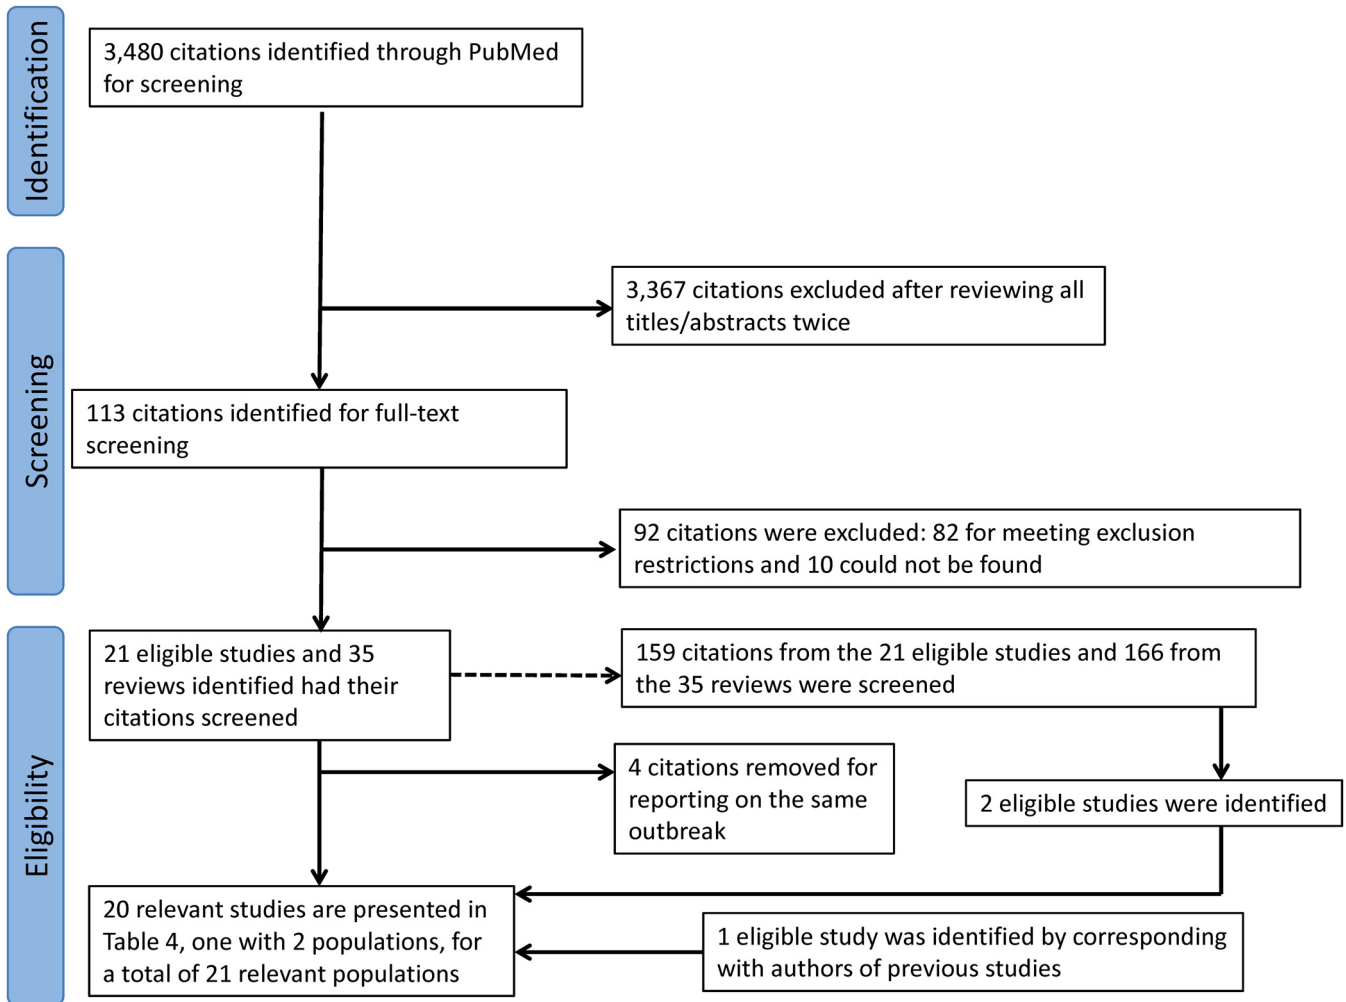 Identification
3,480 citations identified through PubMed
for screening
Screening
3,367 citations excluded after reviewing all
titles/abstracts twice
113 citations identified for full-text
screening
92 citations were excluded: 82 for meeting exclusion
restrictions and 10 could not be found
Eligibility
21 eligible studies and 35
reviews identified had their
citations screened
159 citations from the 21 eligible studies and 166 from
the 35 reviews were screened
4 citations removed for
reporting on the same
outbreak
2 eligible studies were identified
20 relevant studies are presented in
Table 4, one with 2 populations, for
a total of 21 relevant populations
1 eligible study was identified by corresponding
with authors of previous studies